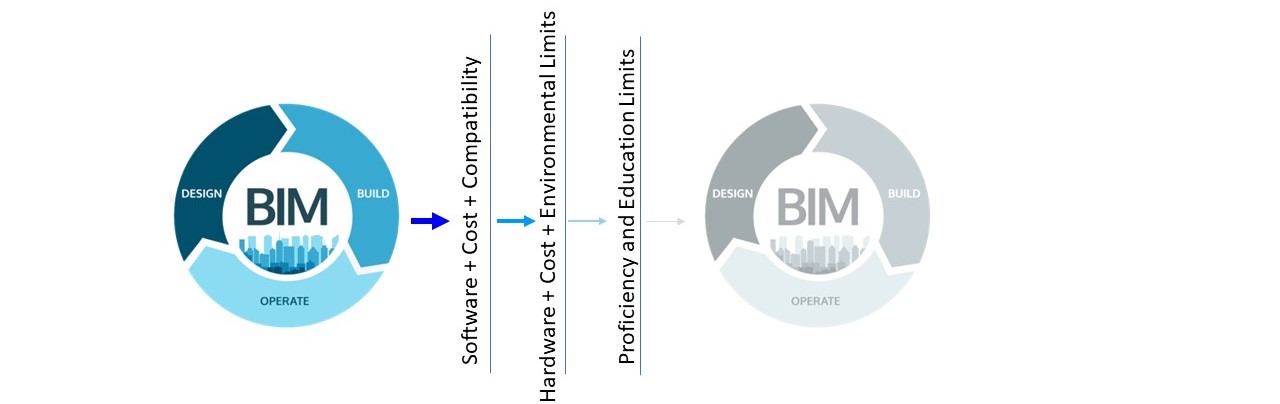 DESIGN
BIM
BUILD
OPERATE
Software + Cost + Compatibility
Hardware + Cost + Environmental Limits
Proficiency and Education Limits
DESIGN
BIM
BUILD
OPERATE